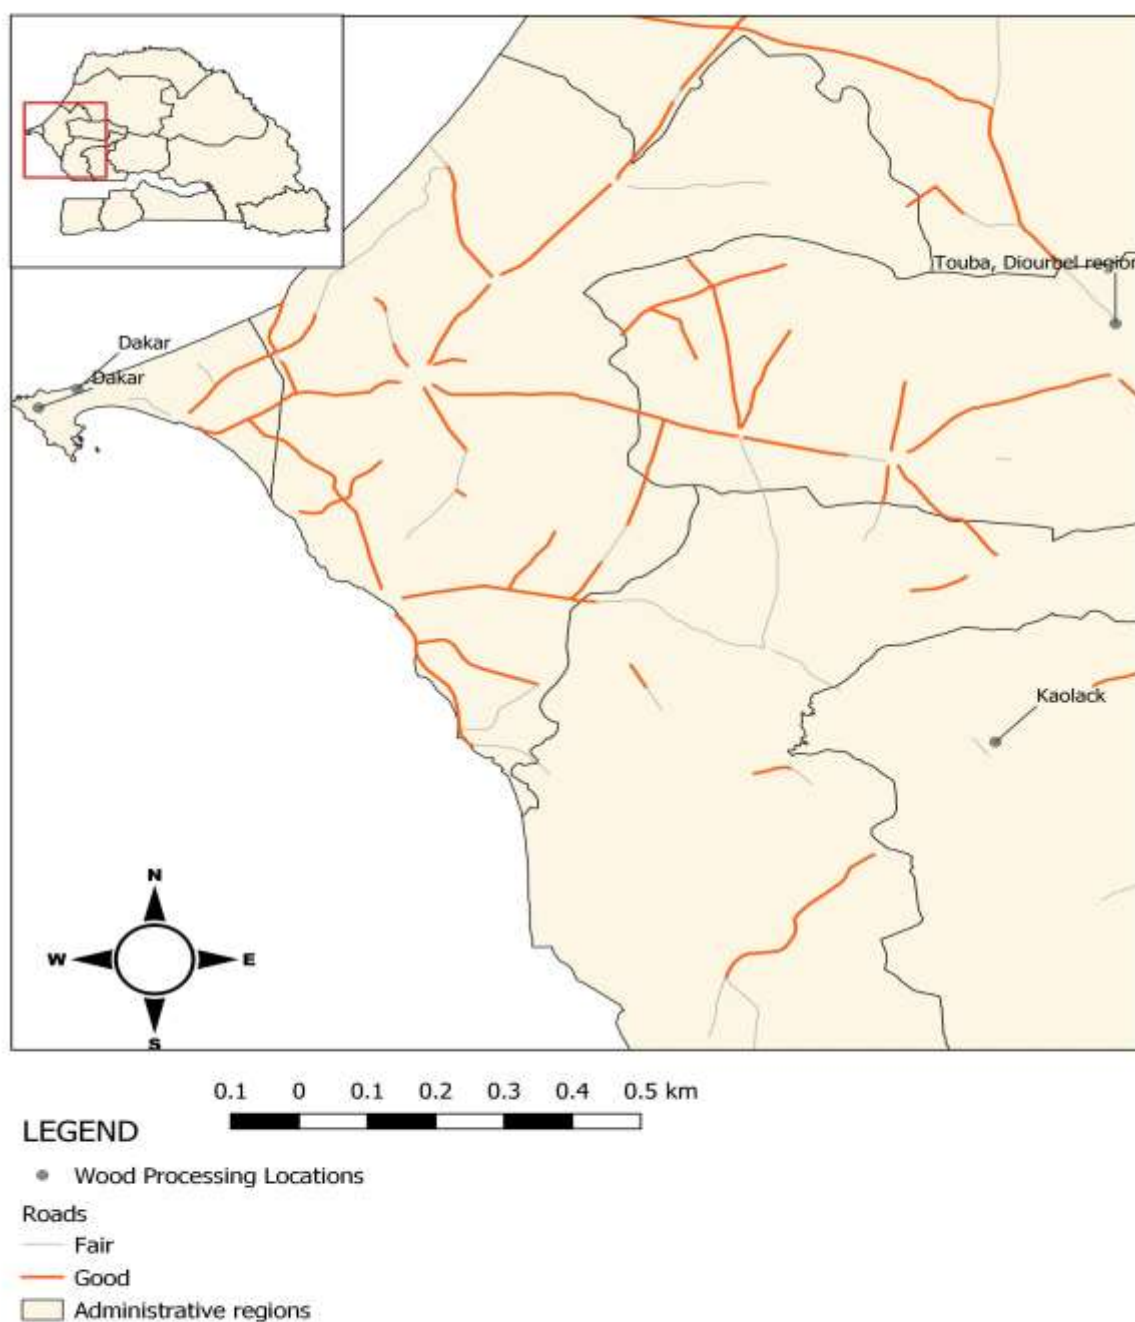 Touba, Diourbel region
Dakar
Dakar
Kaolack
N
W
E
S
0.1 0 0.1 0.2 0.3 0.4 0.5 km
LEGEND
Wood Processing Locations
Roads
Fair
Good
Administrative regions